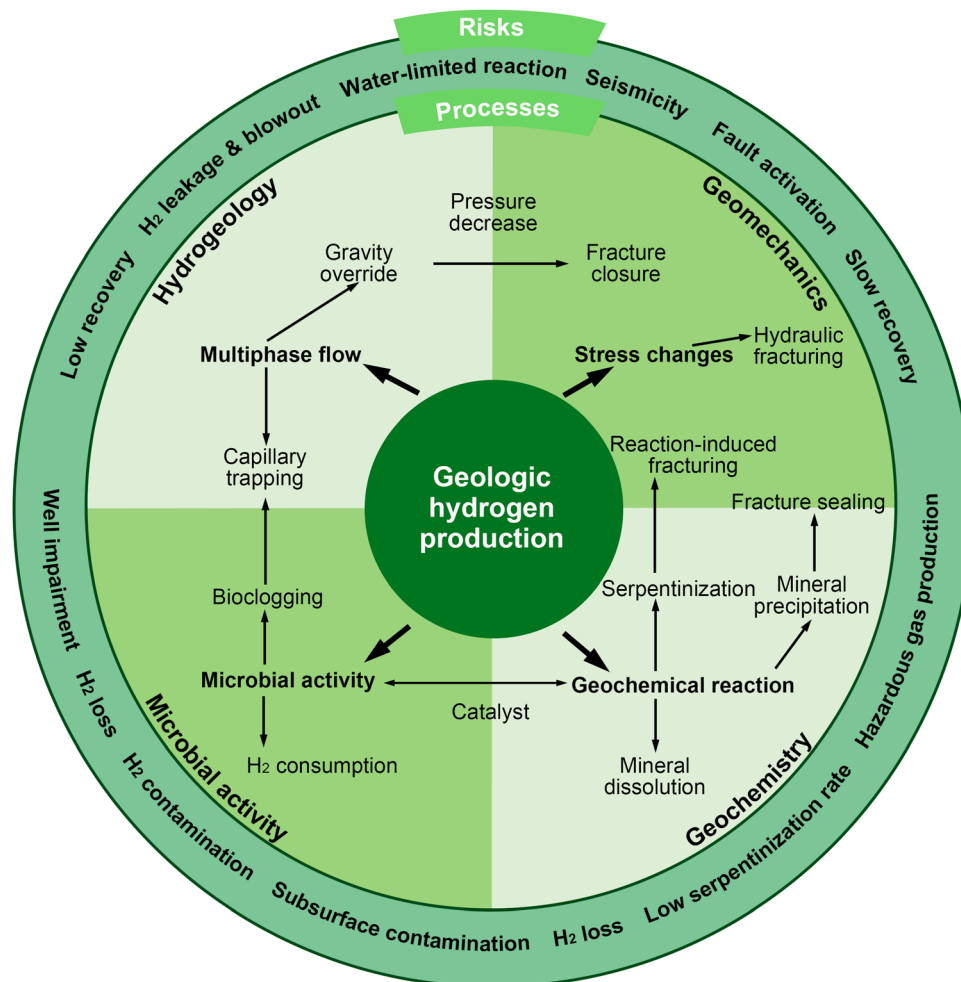 Risks
Water-limited reaction
Seismicity
Fault activation
Slow recovery
Hazardous gas production
Low serpentinization rate
H₂ loss
Subsurface contamination
H₂ contamination
H₂ loss
Well impairment
Low recovery
H₂ leakage & blowout
Processes
Hydrogeology
Gravity
override
Multiphase flow
Capillary
trapping
Pressure
decrease
Geomechanics
Fracture
closure
Stress changes
Hydraulic
fracturing
Reaction-induced
fracturing
Fracture sealing
Geologic
hydrogen
production
Bioclogging
Microbial activity
H₂ consumption
Microbial activity
Catalyst
Serpentinization
Mineral
precipitation
Geochemical reaction
Mineral
dissolution
Geochemistry